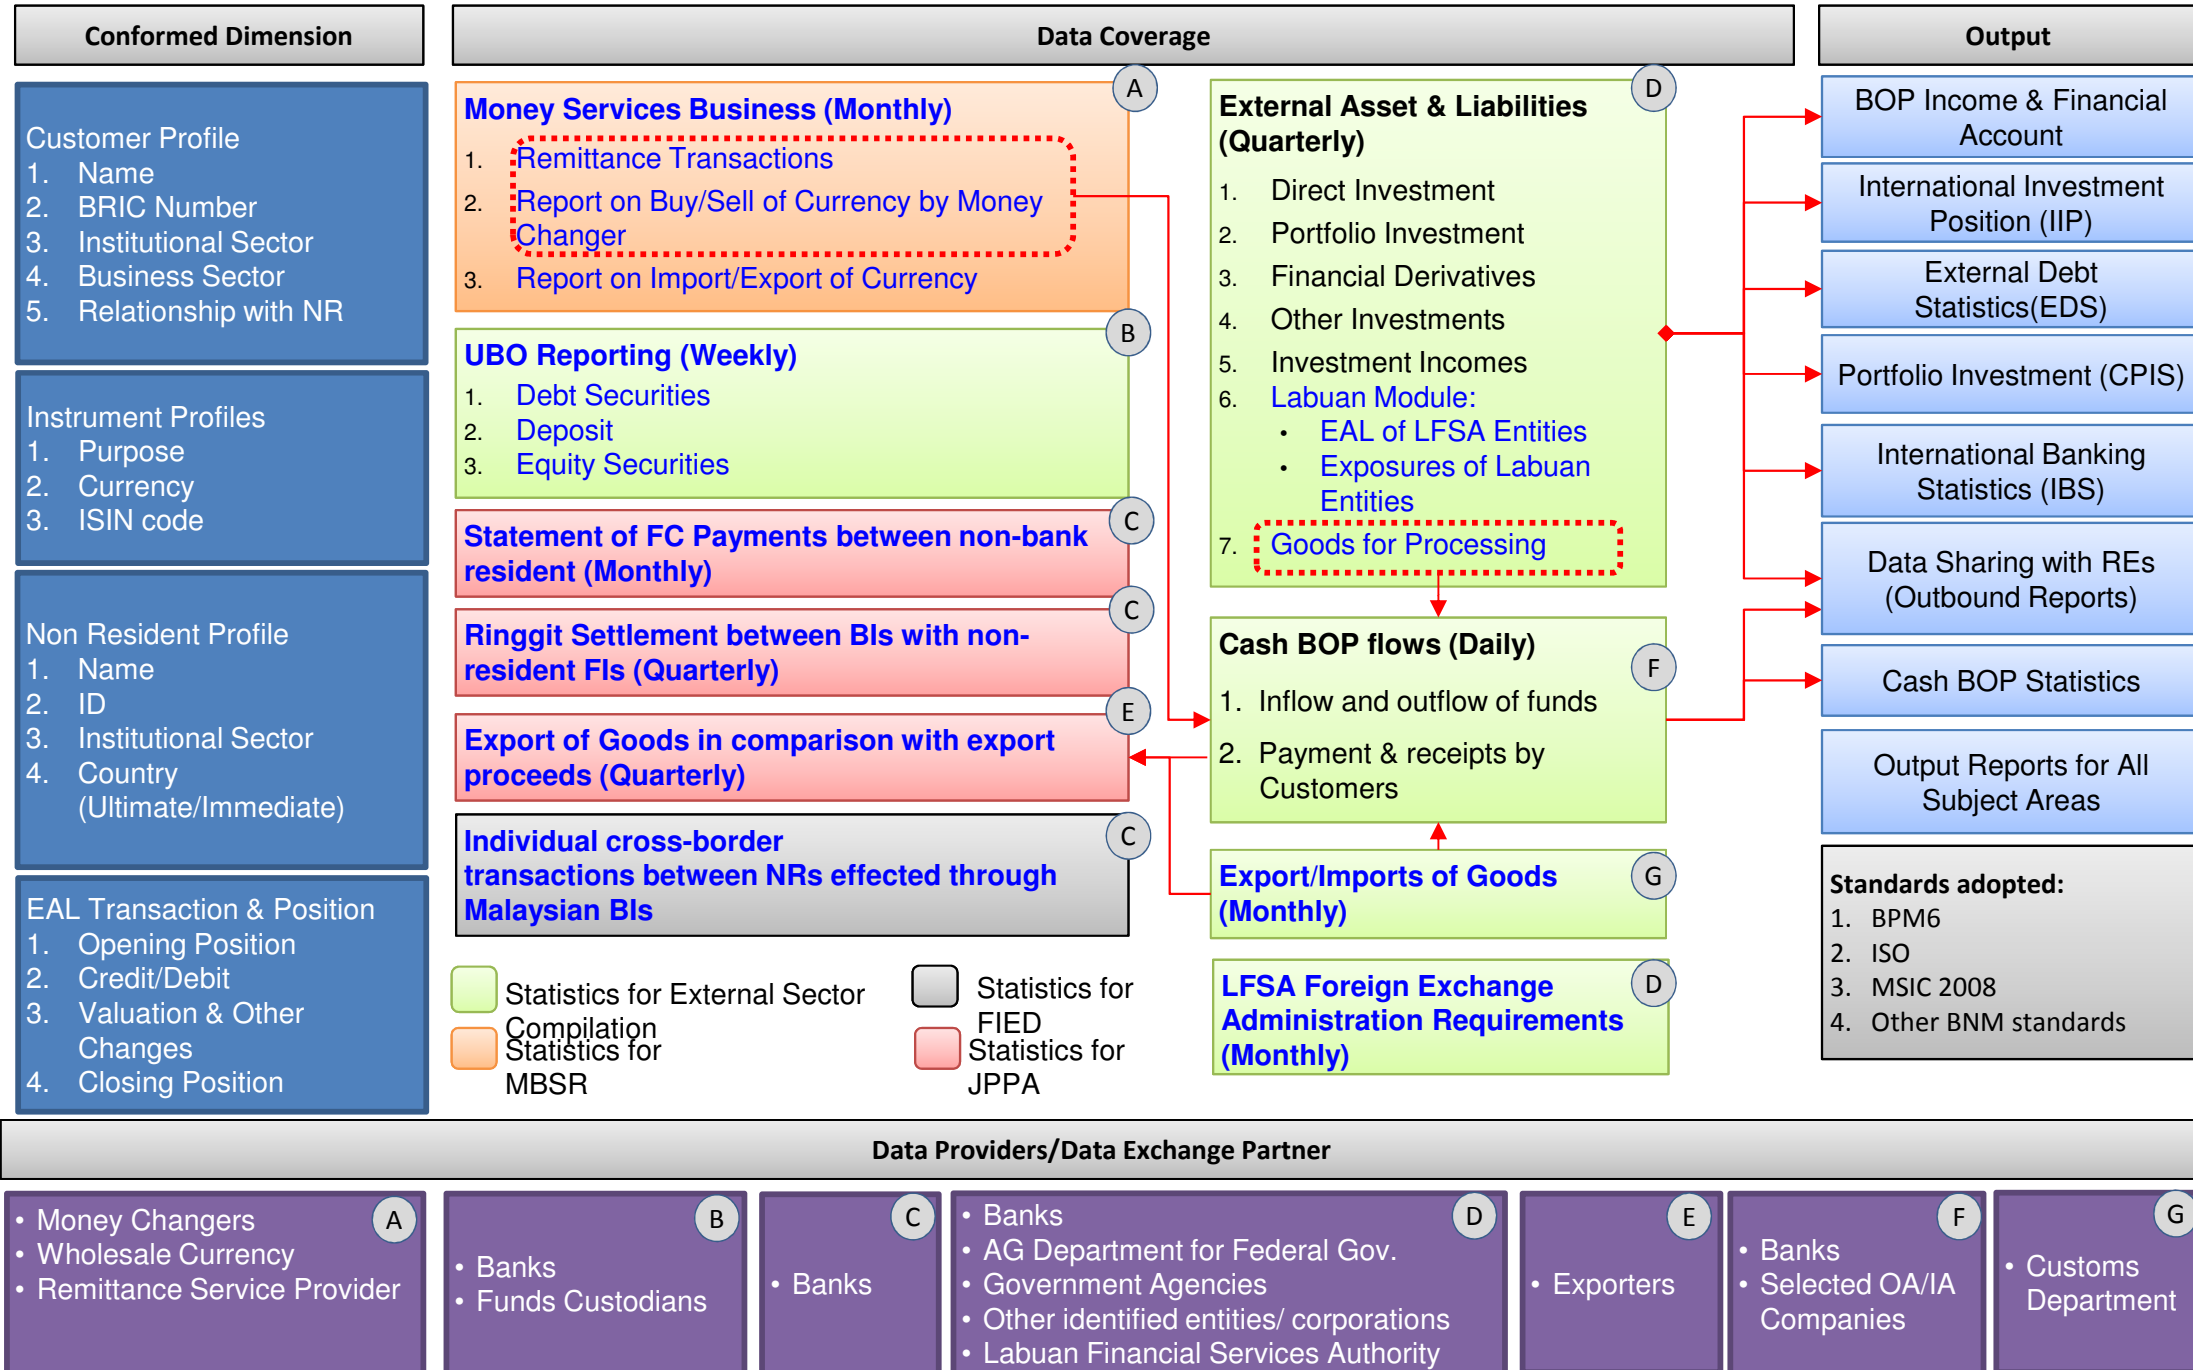 Conformed Dimension
Customer Profile
1. Name
2. BRIC Number
3. Institutional Sector
4. Business Sector
5. Relationship with NR
Instrument Profiles
1. Purpose
2. Currency
3. ISIN code
Non Resident Profile
1. Name
2. ID
3. Institutional Sector
4. Country
(Ultimate/Immediate)
EAL Transaction & Position
1. Opening Position
2. Credit/Debit
3. Valuation & Other
Changes
4. Closing Position
Data Coverage
A
Money Services Business (Monthly)
1. Remittance Transactions
2. Report on Buy/Sell of Currency by Money
Changer
3. Report on Import/Export of Currency
B
UBO Reporting (Weekly)
1. Debt Securities
2. Deposit
3. Equity Securities
C
Statement of FC Payments between non-bank
resident (Monthly)
C
Ringgit Settlement between BIs with non-
resident FIs (Quarterly)
E
Export of Goods in comparison with export
proceeds (Quarterly)
C
Individual cross-border
transactions between NRs effected through
Malaysian BIs
Statistics for External Sector
Compilation
Statistics for
MBSR
Statistics for
FIED
Statistics for
JPPA
D
External Asset & Liabilities
(Quarterly)
1. Direct Investment
2. Portfolio Investment
3. Financial Derivatives
4. Other Investments
5. Investment Incomes
6. Labuan Module:
• EAL of LFSA Entities
• Exposures of Labuan
Entities
7. Goods for Processing
Cash BOP flows (Daily)
F
1. Inflow and outflow of funds
2. Payment & receipts by
Customers
Export/Imports of Goods
(Monthly)
G
LFSA Foreign Exchange
Administration Requirements
(Monthly)
D
Output
BOP Income & Financial
Account
International Investment
Position (IIP)
External Debt
Statistics(EDS)
Portfolio Investment (CPIS)
International Banking
Statistics (IBS)
Data Sharing with REs
(Outbound Reports)
Cash BOP Statistics
Output Reports for All
Subject Areas
Standards adopted:
1. BPM6
2. ISO
3. MSIC 2008
4. Other BNM standards
Data Providers/Data Exchange Partner
A
• Money Changers
• Wholesale Currency
• Remittance Service Provider
B
• Banks
• Funds Custodians
C
• Banks
D
• Banks
• AG Department for Federal Gov.
• Government Agencies
• Other identified entities/ corporations
• Labuan Financial Services Authority
E
• Exporters
F
• Banks
• Selected OA/IA
Companies
G
• Customs
Department